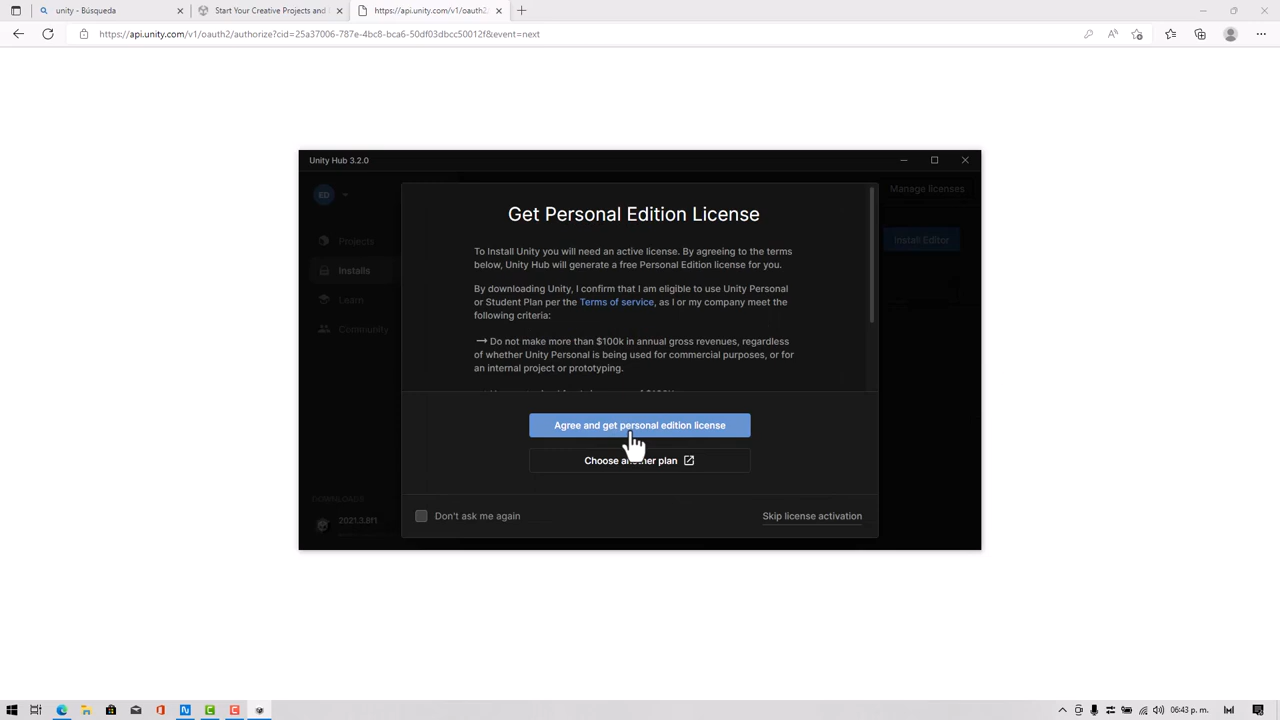 unity - Búsqueda
Start Your Creative Projects and
https://api.unity.com/v1/oauth2
https://api.unity.com/v1/oauth2/authorize?cid=25a37006-787e-4bc8-bca6-50df03dbcc50012f&event=next
Unity Hub 3.2.0
ED
Manage licenses
Install Editor
Projects
Installs
Learn
Community
Get Personal Edition License
To Install Unity you will need an active license. By agreeing to the terms
below, Unity Hub will generate a free Personal Edition license for you.
By downloading Unity, I confirm that I am eligible to use Unity Personal
or Student Plan per the Terms of service, as I or my company meet the
following criteria:
Do not make more than $100k in annual gross revenues, regardless
of whether Unity Personal is being used for commercial purposes, or for
an internal project or prototyping.
Agree and get personal edition license
Choose another plan
DOWNLOADS
2021.3.8f1
Don't ask me again
Skip license activation
06:43 p. m.